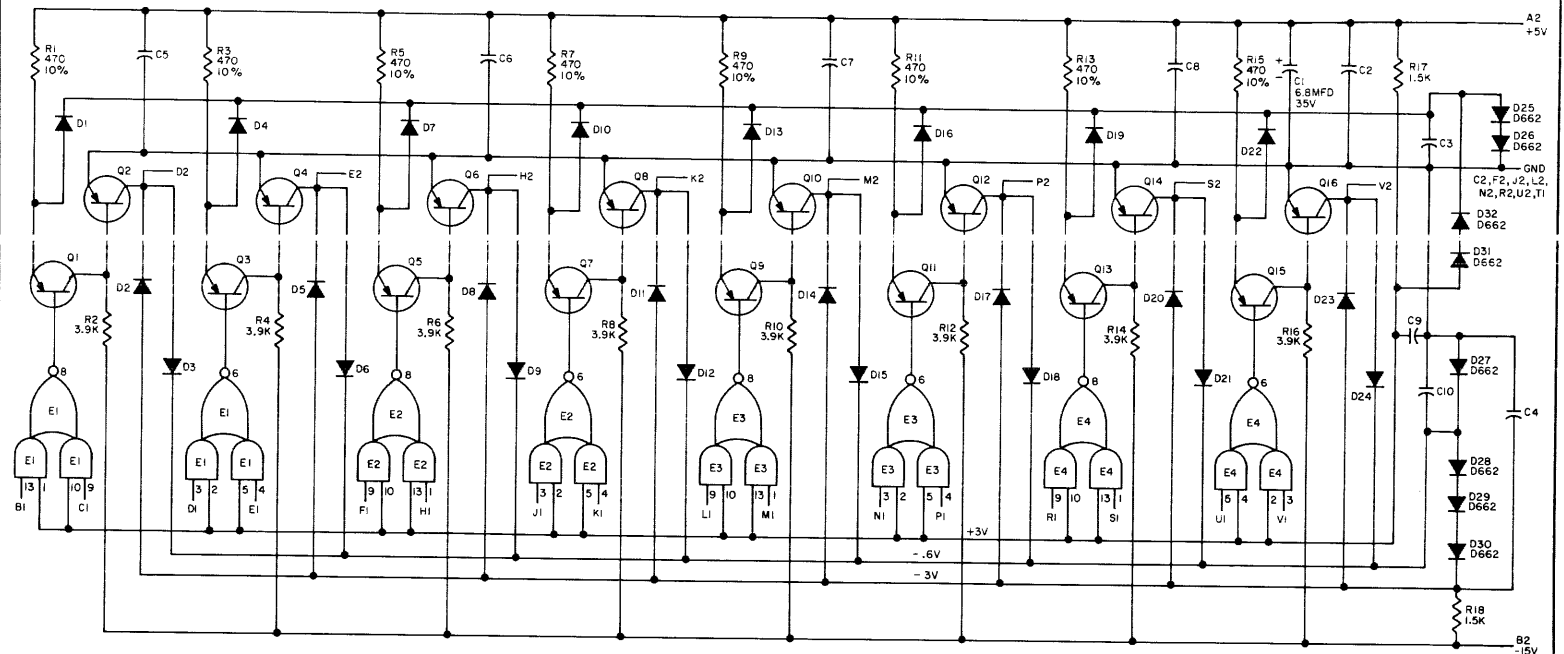 A2
+5V
R1
470
10%
C5
R3
470
10%
R5
470
10%
C6
R7
470
10%
R9
470
10%
C7
R11
470
10%
R13
470
10%
C8
R15
470
10%
+
-
C1
6.8MFD
35V
C2
R17
1.5K
D1
D4
D7
D10
D13
D16
D19
D22
C3
D25
D662
D26
D662
GND
C2,F2,J2,L2,
N2,R2,U2,T1
Q2
D2
Q4
E2
Q6
H2
Q8
K2
Q10
M2
Q12
P2
Q14
S2
Q16
V2
D32
D662
D31
D662
Q1
D2
Q3
D5
Q5
D8
Q7
D11
Q9
D14
Q11
D17
Q13
D20
Q15
D23
R2
3.9K
R4
3.9K
R6
3.9K
R8
3.9K
R10
3.9K
R12
3.9K
R14
3.9K
R16
3.9K
C9
D3
D6
D9
D12
D15
D18
D21
D24
C10
D27
D662
C4
8
6
8
6
8
6
8
6
E1
E1
E2
E2
E3
E3
E4
E4
E1
E1
E1
E1
E2
E2
E2
E2
E3
E3
E3
E3
E4
E4
E4
E4
D28
D662
D29
D662
D30
D662
13 1
10 9
3 2
5 4
9 10
13 1
3 2
5 4
9 10
13 1
3 2
5 4
9 10
13 1
5 4
2 3
B1
C1
D1
E1
F1
H1
J1
K1
L1
M1
N1
P1
R1
S1
U1
V1
+3V
-.6V
-3V
R18
1.5K
B2
-15V